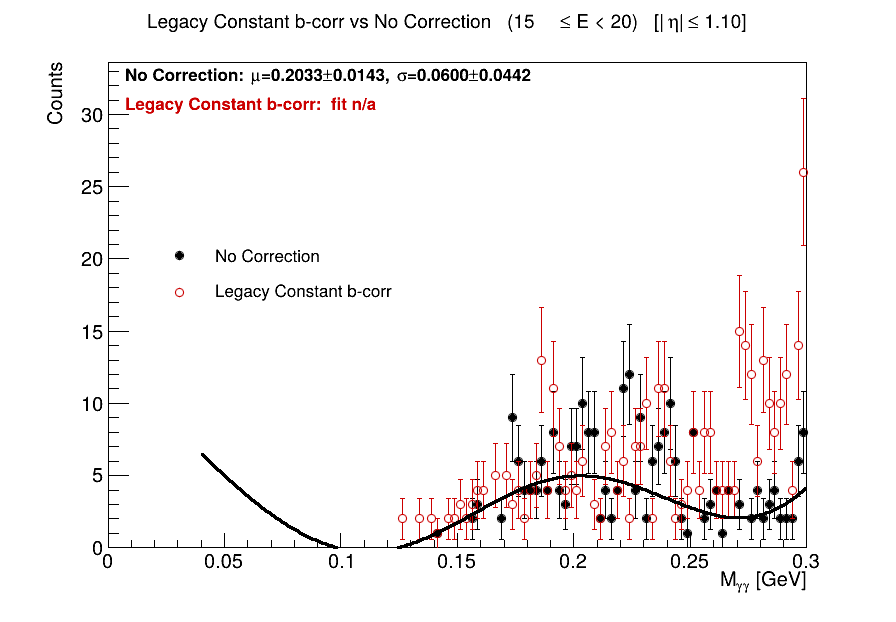 Legacy Constant b-corr vs No Correction (15 ≤ E < 20) [|η| ≤ 1.10]
Counts
No Correction: μ=0.2033±0.0143, σ=0.0600±0.0442
Legacy Constant b-corr: fit n/a
30
25
20
15
10
5
0
No Correction
Legacy Constant b-corr
0 0.05 0.1 0.15 0.2 0.25 0.3
M_γγ [GeV]